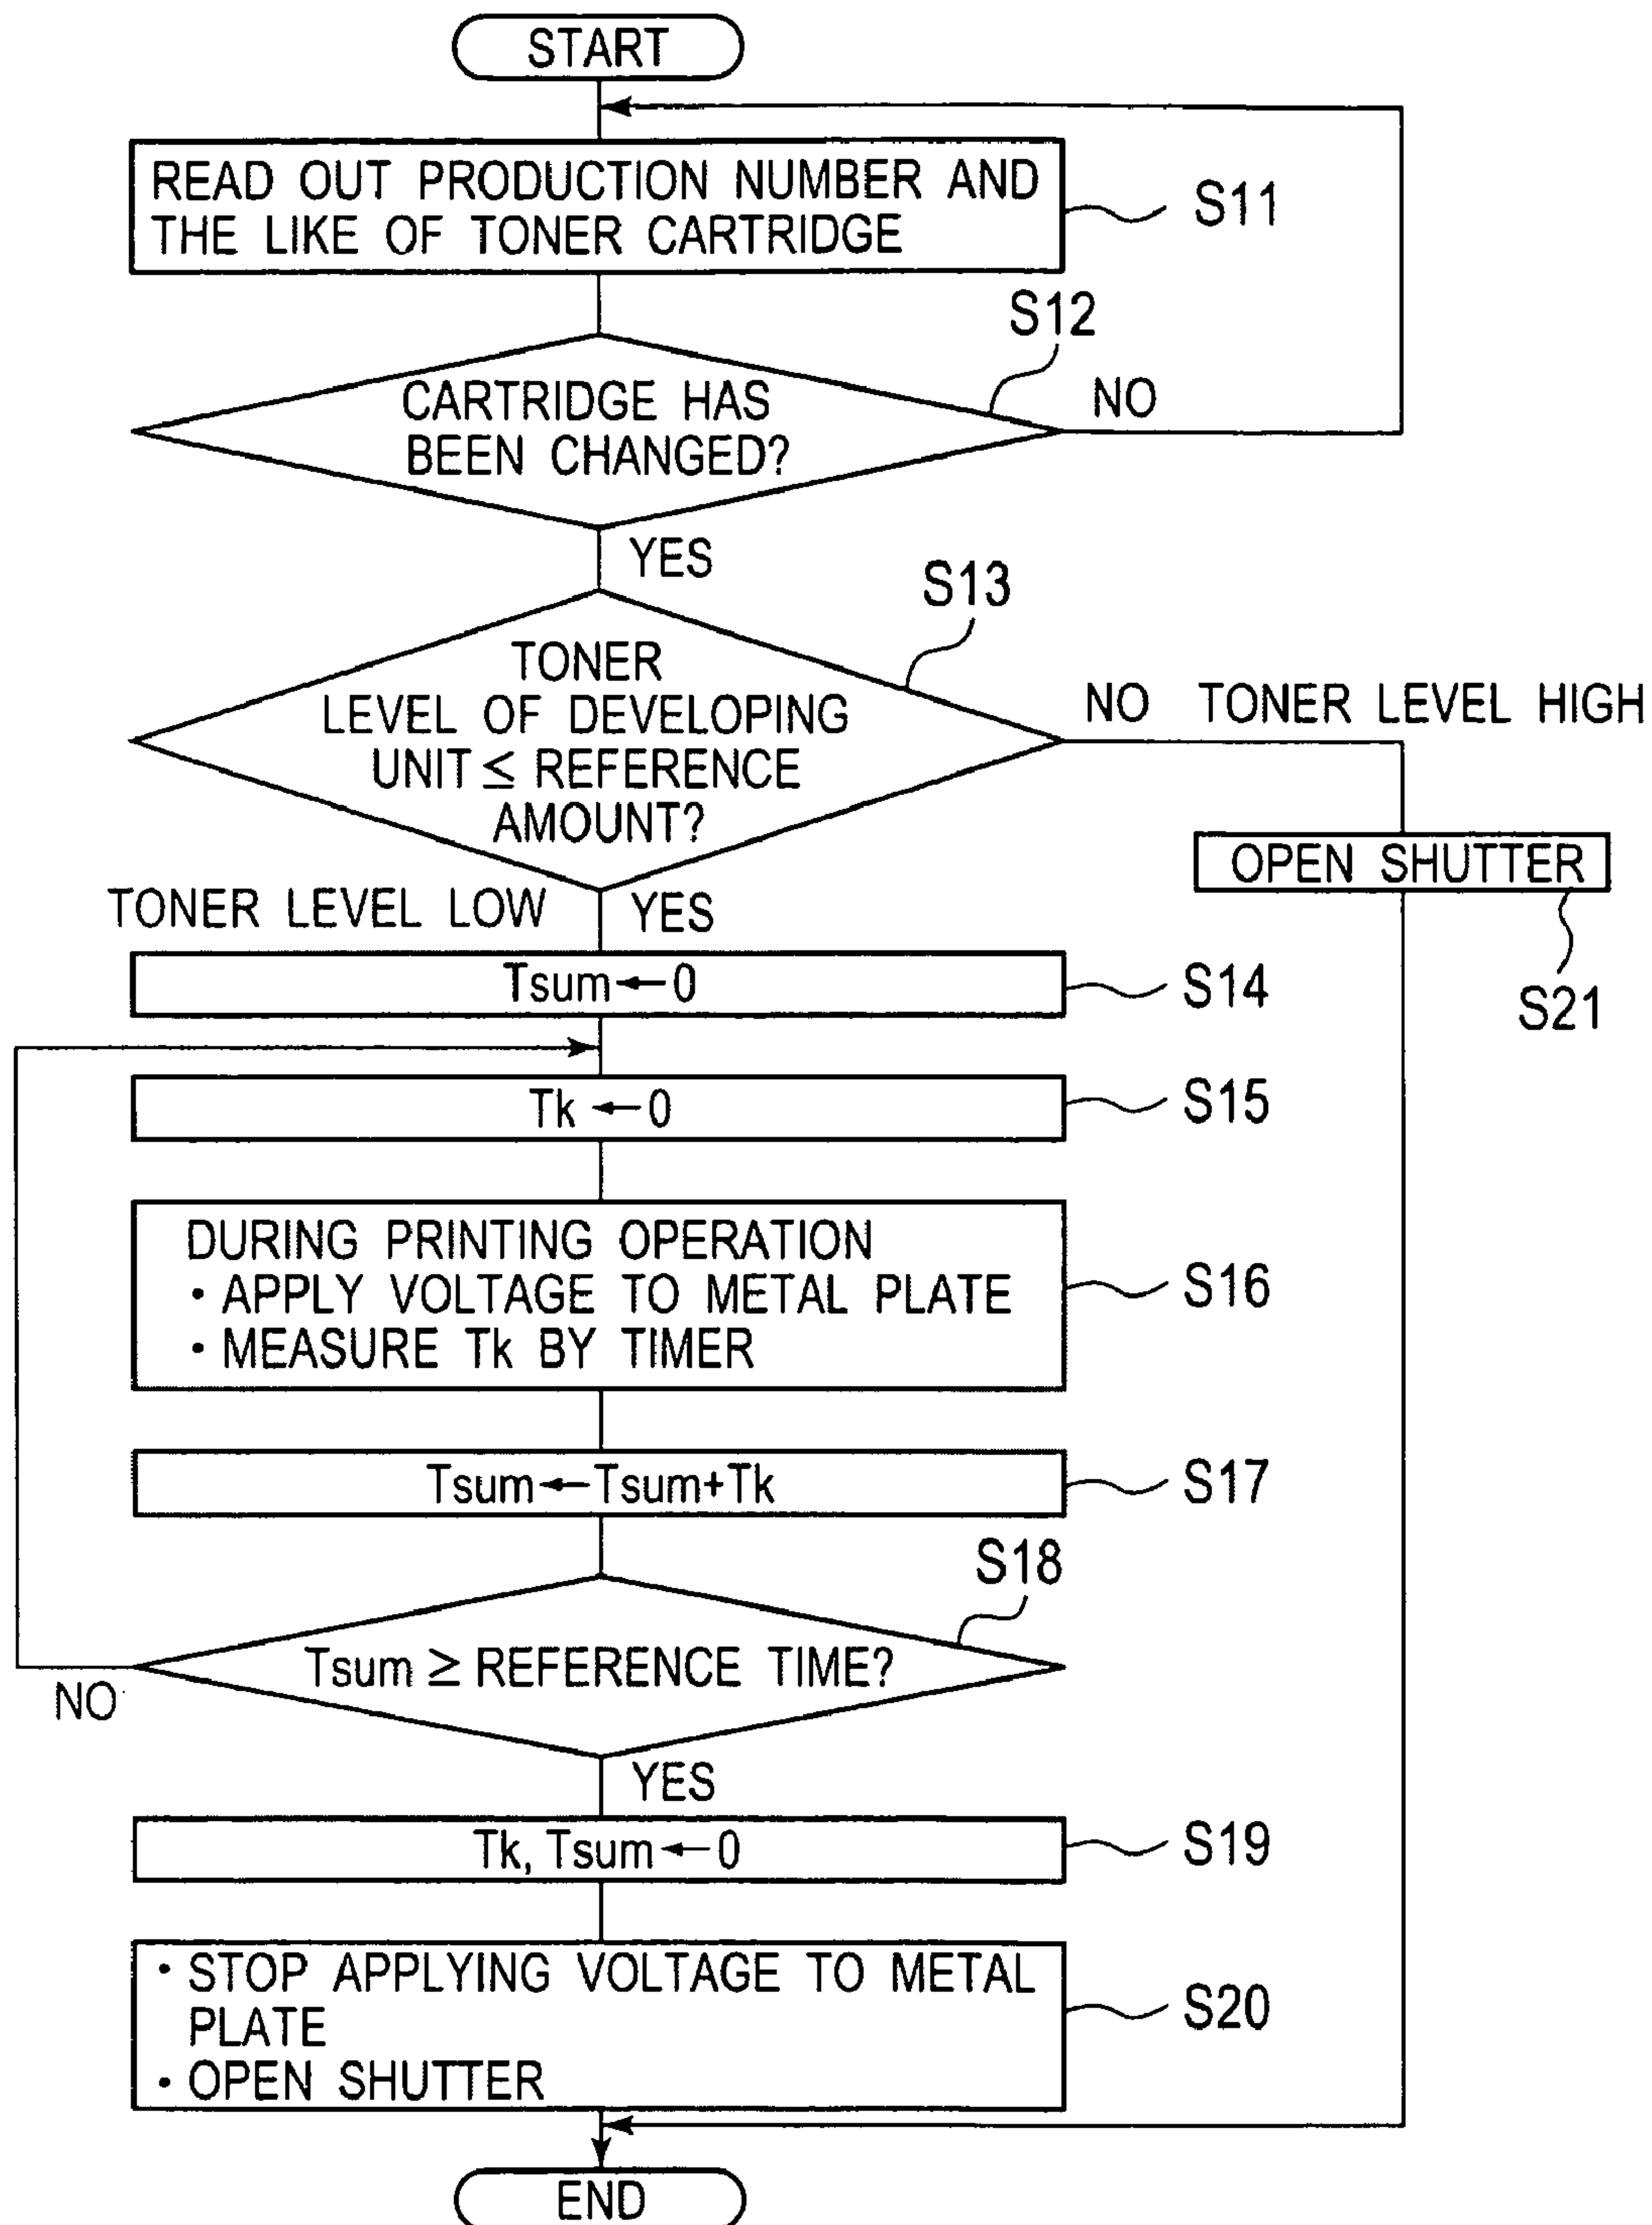 START
READ OUT PRODUCTION NUMBER AND
THE LIKE OF TONER CARTRIDGE
S11
S12
CARTRIDGE HAS
BEEN CHANGED?
NO
YES
S13
TONER
LEVEL OF DEVELOPING
UNIT ≤ REFERENCE
AMOUNT?
NO TONER LEVEL HIGH
OPEN SHUTTER
S21
TONER LEVEL LOW YES
Tsum←0
S14
Tk ←0
S15
DURING PRINTING OPERATION
・APPLY VOLTAGE TO METAL PLATE
・MEASURE Tk BY TIMER
S16
Tsum←Tsum+Tk
S17
S18
Tsum ≥ REFERENCE TIME?
NO
YES
Tk, Tsum←0
S19
・STOP APPLYING VOLTAGE TO METAL
PLATE
・OPEN SHUTTER
S20
END